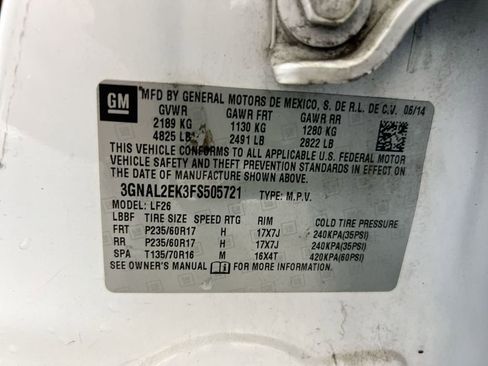 GM
MFD BY GENERAL MOTORS DE MEXICO, S. DE R.L. DE C.V. 06/14
GVWR GAWR FRT GAWR RR
2189 KG 1130 KG 1280 KG
4825 LB 2491 LB 2822 LB
THIS VEHICLE CONFORMS TO ALL APPLICABLE U.S. FEDERAL MOTOR
VEHICLE SAFETY AND THEFT PREVENTION STANDARDS IN EFFECT ON
THE DATE OF MANUFACTURE SHOWN ABOVE.
3GNAL2EK3FS505721 TYPE: M.P.V.
MODEL: LF26
LBBF TIRE SIZE SPEED RTG RIM COLD TIRE PRESSURE
FRT P235/60R17 H 17X7J 240KPA(35PSI)
RR P235/60R17 H 17X7J 240KPA(35PSI)
SPA T135/70R16 M 16X4T 420KPA(60PSI)
SEE OWNER'S MANUAL FOR MORE INFORMATION.